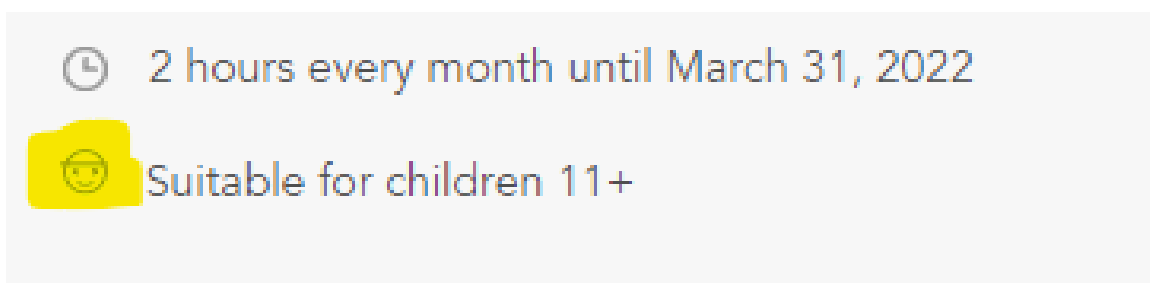 2 hours every month until March 31, 2022
Suitable for children 11+